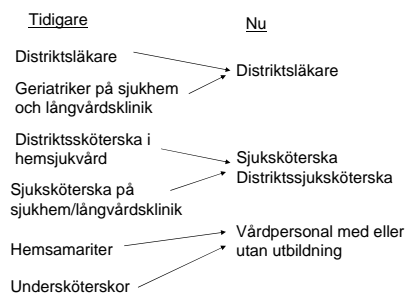 Tidigare
Nu
Distriktsläkare
Distriktsläkare
Geriatriker på sjukhem
och långvårdsklinik
Distriktssköterska i
hemsjukvård
Sjuksköterska
Distriktssjuksköterska
Sjuksköterska på
sjukhem/långvårdsklinik
Vårdpersonal med eller
utan utbildning
Hemsamariter
Undersköterskor